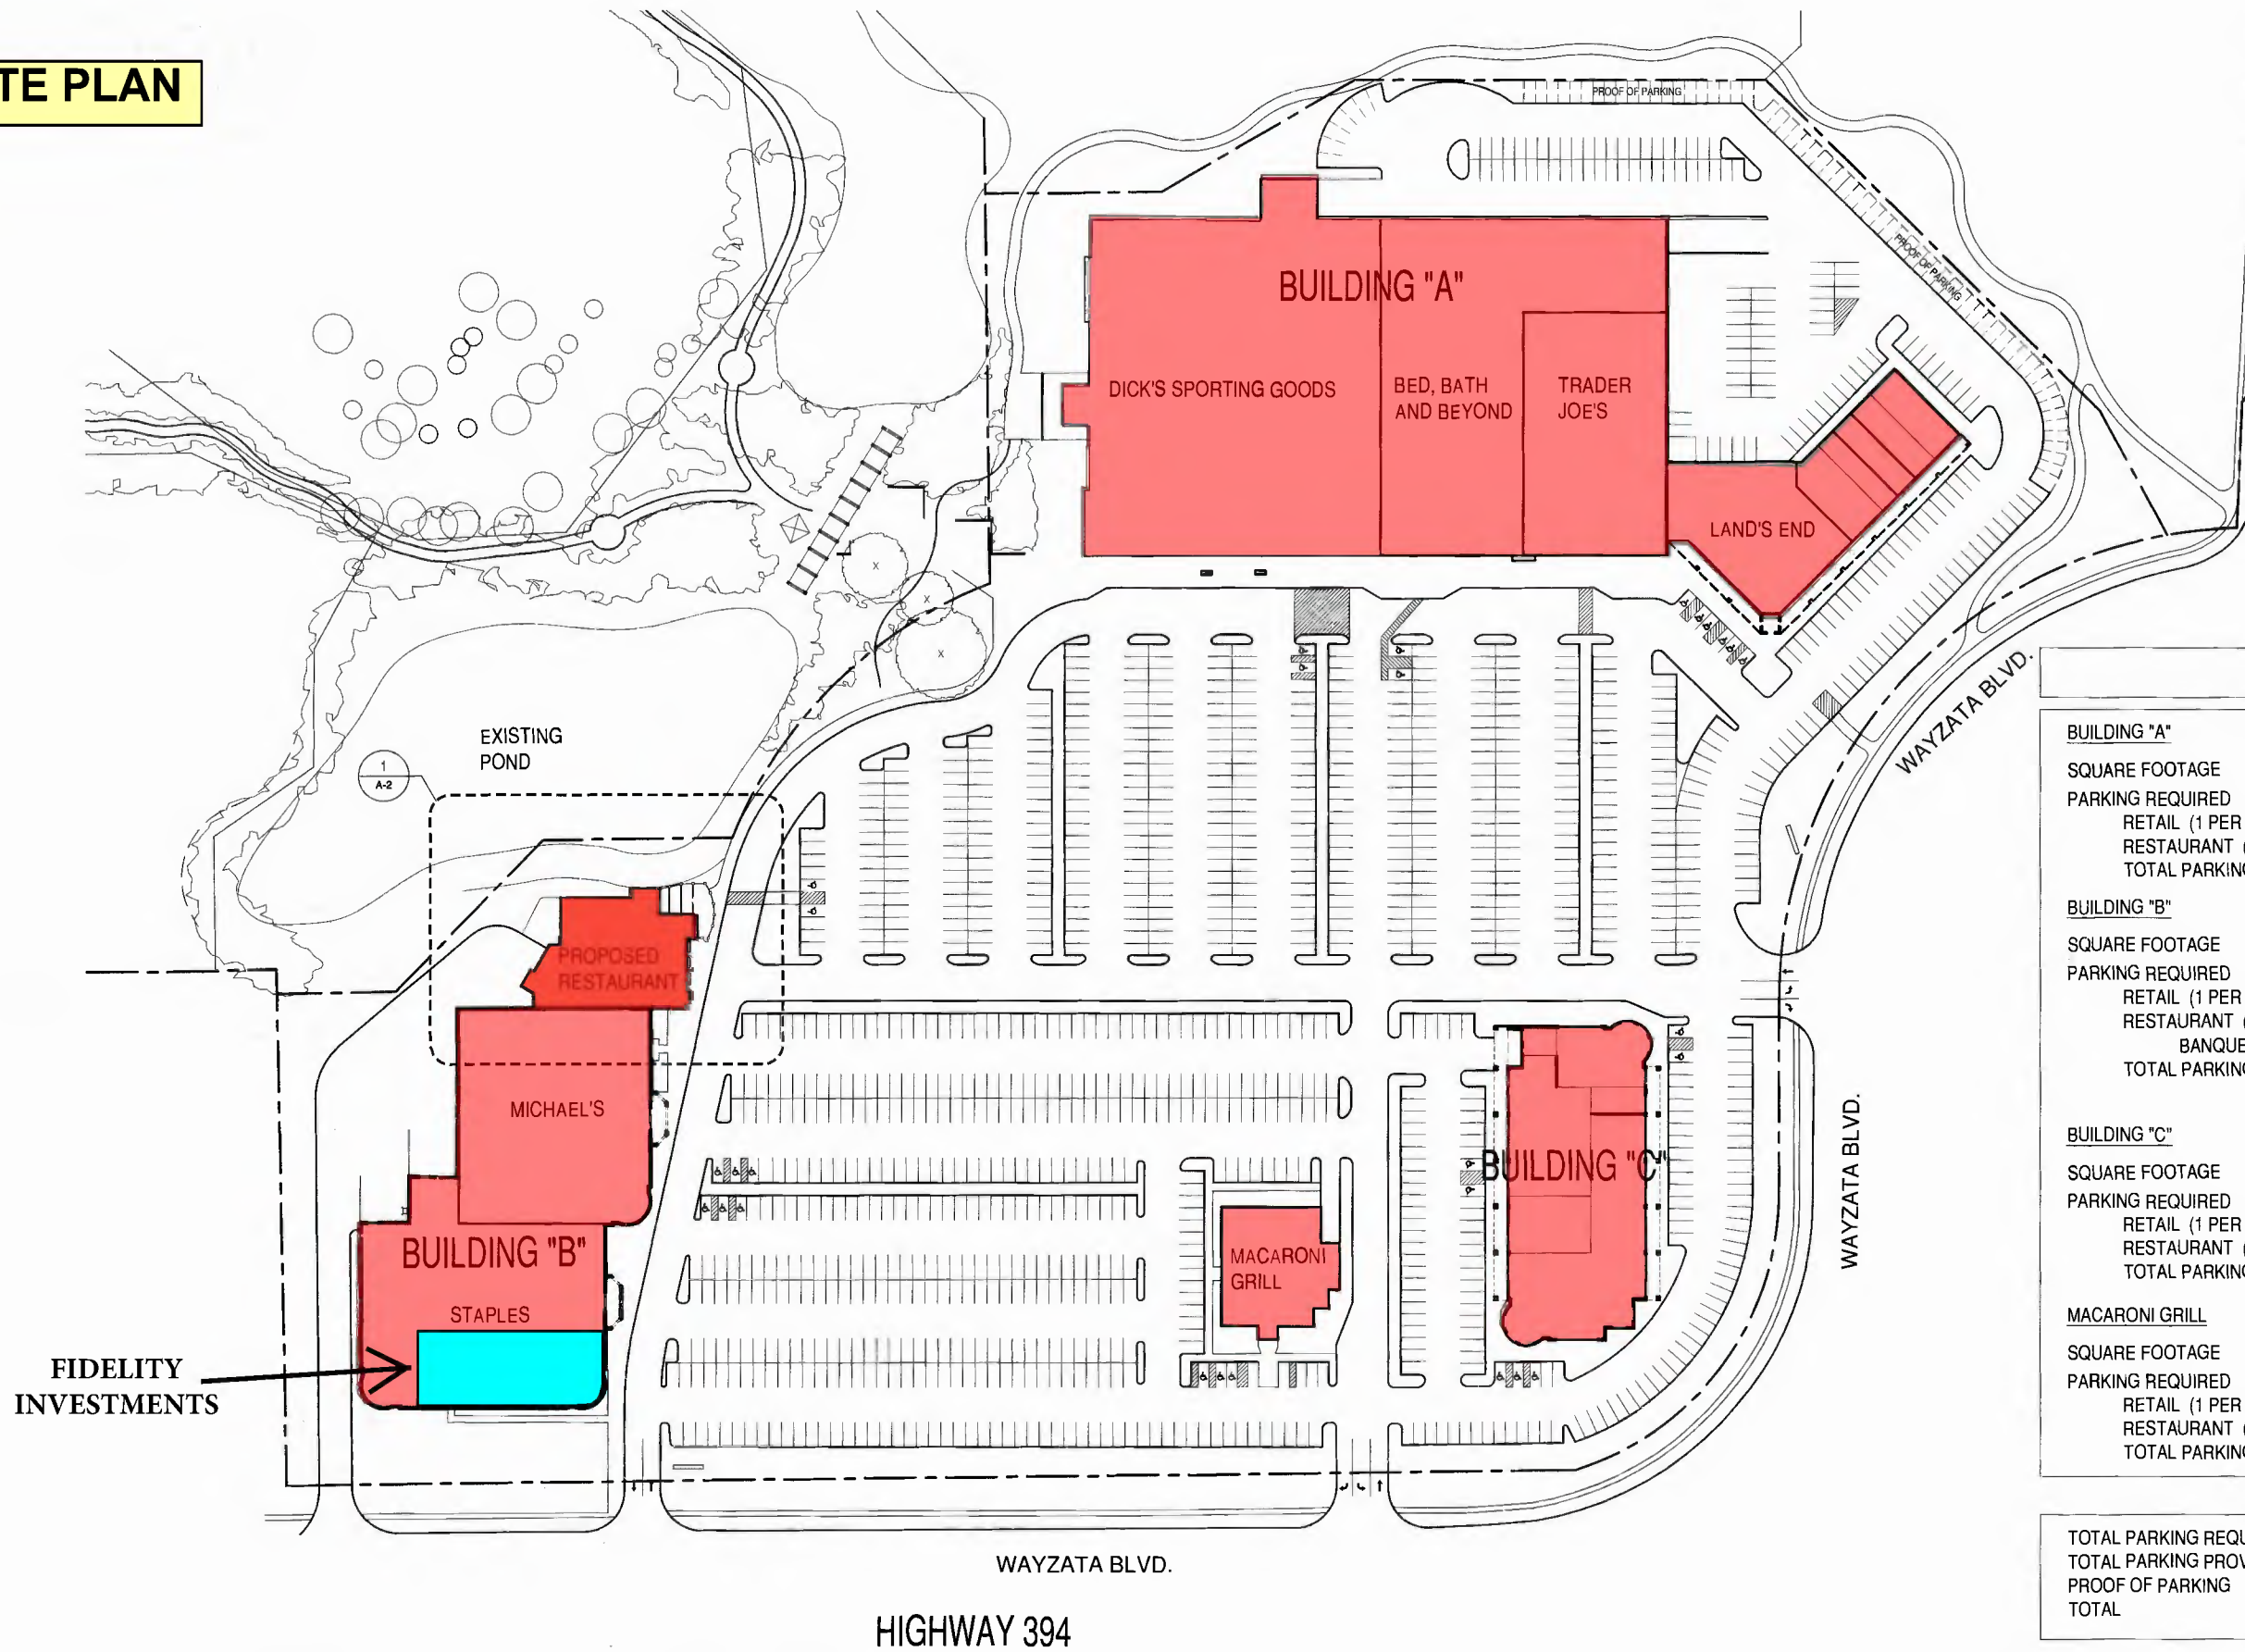 TE PLAN
PROOF OF PARKING
PROOF OF PARKING
BUILDING "A"
DICK'S SPORTING GOODS
BED, BATH
AND BEYOND
TRADER
JOE'S
LAND'S END
WAYZATA BLVD.
EXISTING
POND
1
A-2
PROPOSED
RESTAURANT
MICHAEL'S
BUILDING "B"
STAPLES
FIDELITY
INVESTMENTS
MACARONI
GRILL
BUILDING "C"
WAYZATA BLVD.
WAYZATA BLVD.
HIGHWAY 394
BUILDING "A"
SQUARE FOOTAGE
PARKING REQUIRED
RETAIL (1 PER
RESTAURANT (
TOTAL PARKING
BUILDING "B"
SQUARE FOOTAGE
PARKING REQUIRED
RETAIL (1 PER
RESTAURANT (
BANQUE
TOTAL PARKING
BUILDING "C"
SQUARE FOOTAGE
PARKING REQUIRED
RETAIL (1 PER
RESTAURANT (
TOTAL PARKING
MACARONI GRILL
SQUARE FOOTAGE
PARKING REQUIRED
RETAIL (1 PER
RESTAURANT (
TOTAL PARKING
TOTAL PARKING REQU
TOTAL PARKING PROV
PROOF OF PARKING
TOTAL